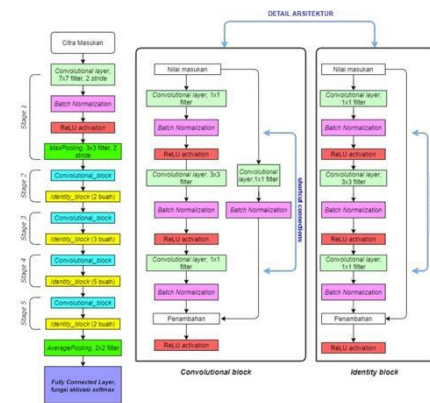 DETAIL ARSITEKTUR
Citra Masukan
Stage 1
Convolutional layer,
7x7 filter, 2 stride
Batch Normalization
ReLU activation
MaxPooling, 3x3 filter, 2
stride
Stage 2
Convolutional_block
Identity_block (2 buah)
Stage 3
Convolutional_block
Identity_block (3 buah)
Stage 4
Convolutional_block
Identity_block (5 buah)
Stage 5
Convolutional_block
Identity_block (2 buah)
AveragePooling, 2x2 filter
Fully Connected Layer,
fungsi aktivasi softmax
Nilai masukan
Convolutional layer, 1x1
filter
Batch Normalization
ReLU activation
Convolutional layer, 3x3
filter
Batch Normalization
ReLU activation
Convolutional layer, 1x1
filter
Batch Normalization
Penambahan
ReLU activation
Convolutional
layer,1x1 filter
Batch Normalization
shortcut connections
Convolutional block
Nilai masukan
Convolutional layer,
1x1 filter
Batch Normalization
ReLU activation
Convolutional layer,
3x3 filter
Batch Normalization
ReLU activation
Convolutional layer,
1x1 filter
Batch Normalization
Penambahan
ReLU activation
Identity block